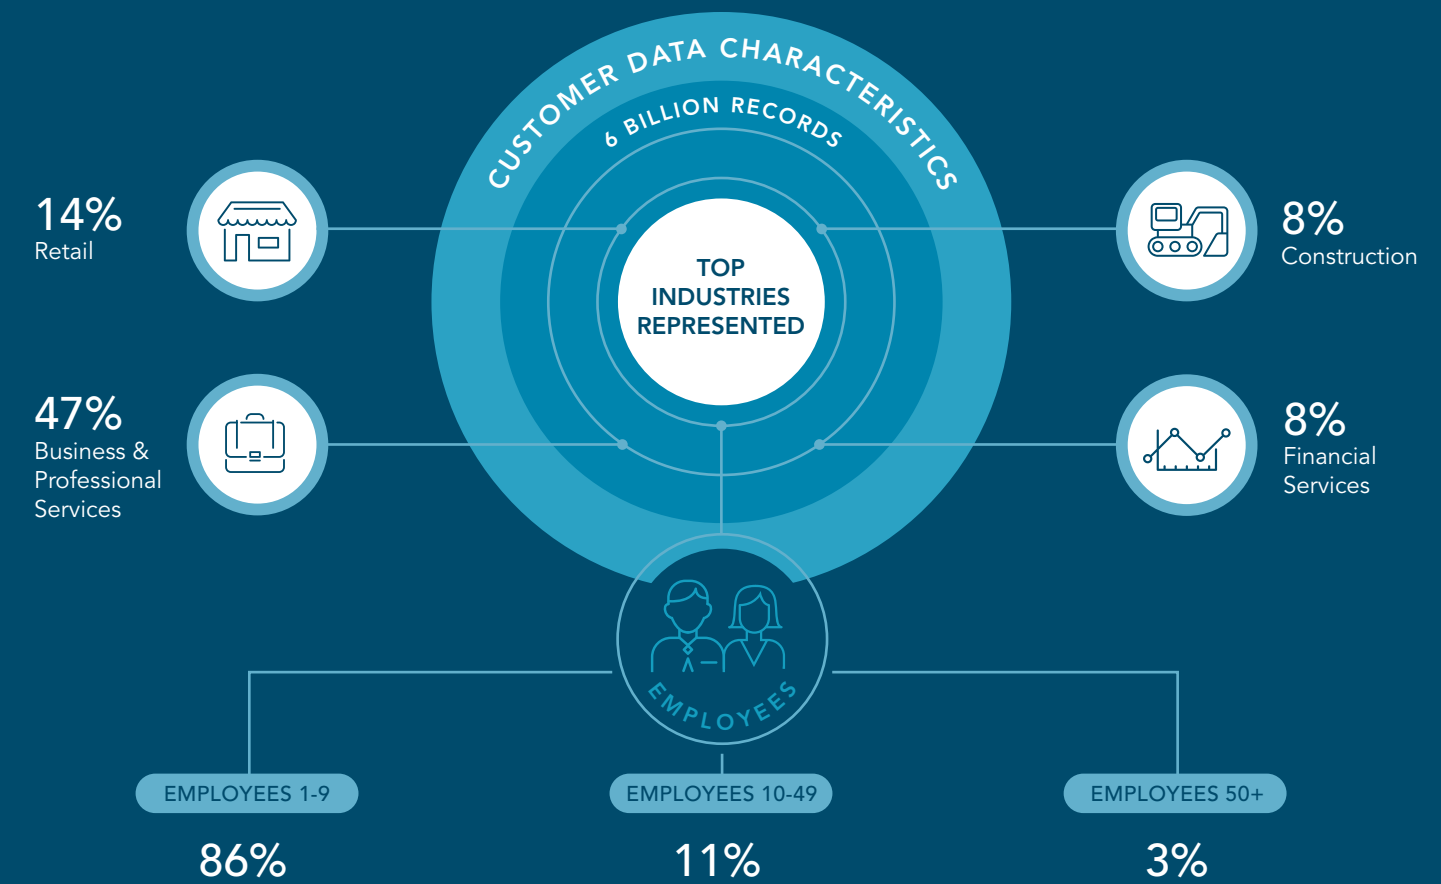 CUSTOMER DATA CHARACTERISTICS
6 BILLION RECORDS
TOP
INDUSTRIES
REPRESENTED
14%
Retail
47%
Business &
Professional
Services
8%
Construction
8%
Financial
Services
EMPLOYEES
EMPLOYEES 1-9
86%
EMPLOYEES 10-49
11%
EMPLOYEES 50+
3%